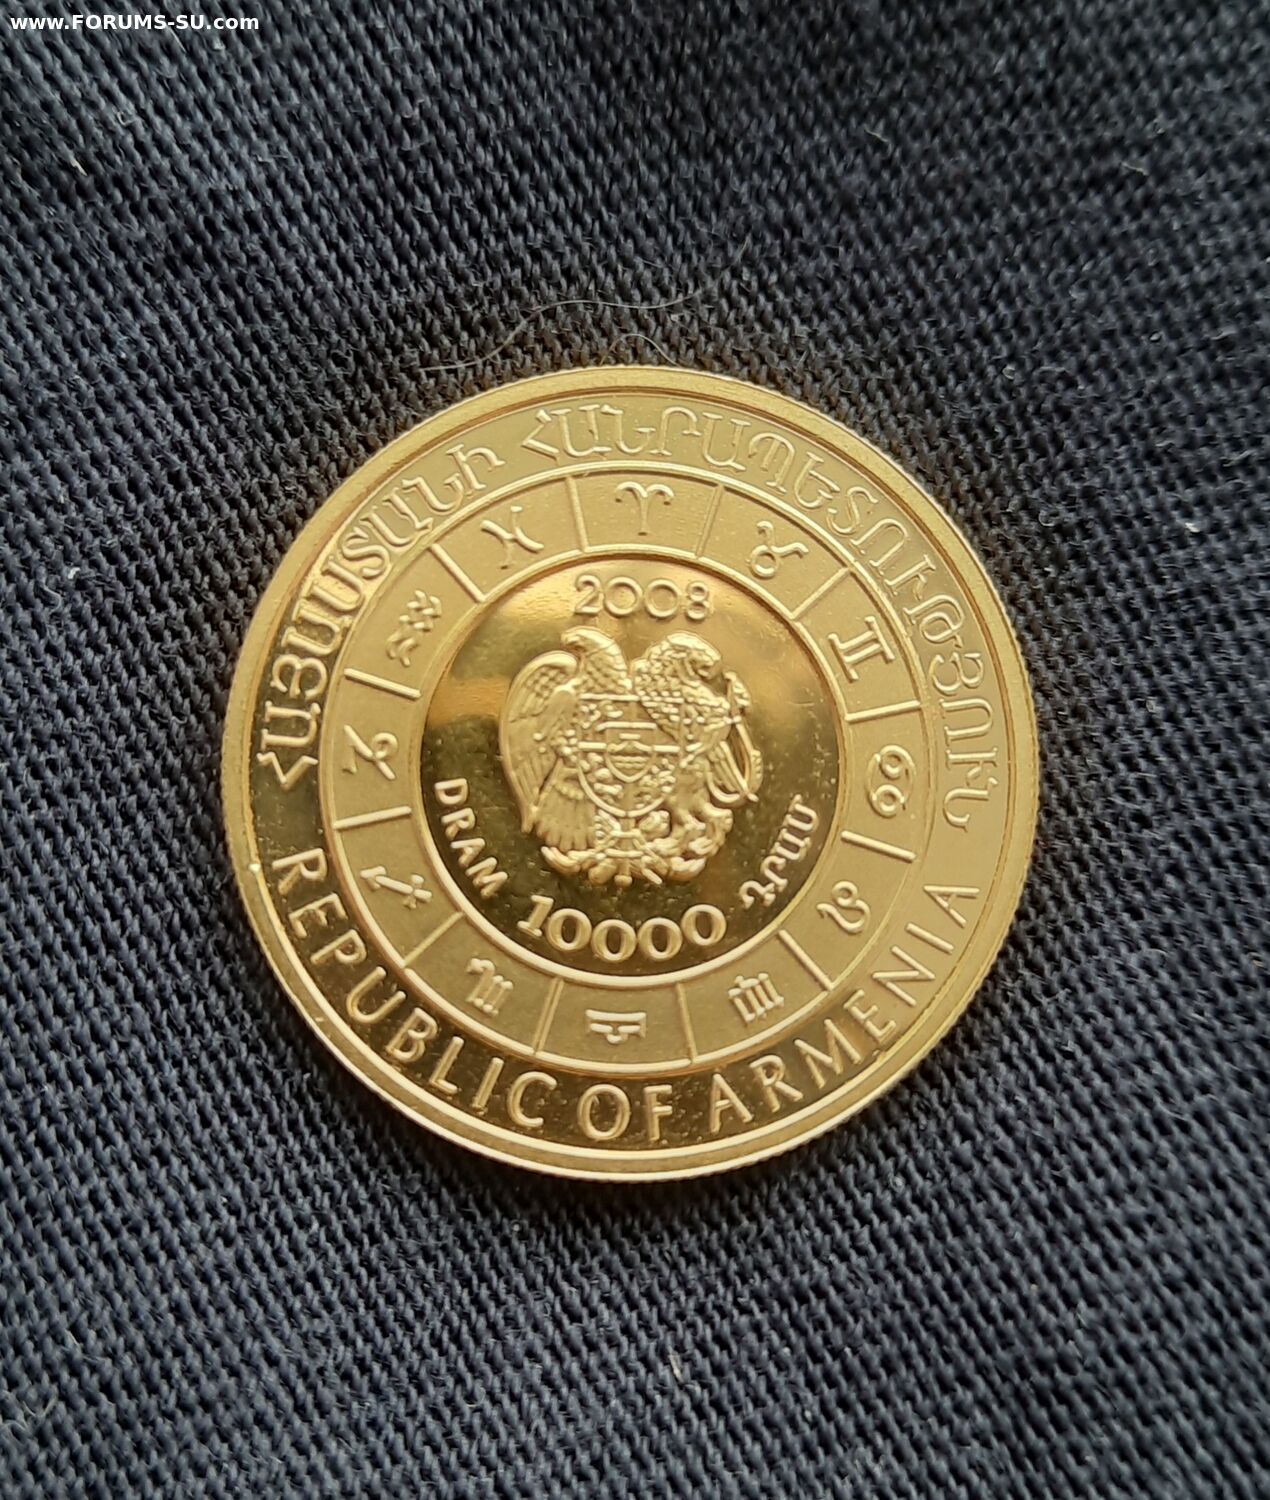 www.FORUMS-SU.com
ՀԱՅԱՍՏԱՆԻ ՀԱՆՐԱՊԵՏՈՒԹՅՈՒՆ
2008
DRAM 10000 ԴՐԱՄ
REPUBLIC OF ARMENIA